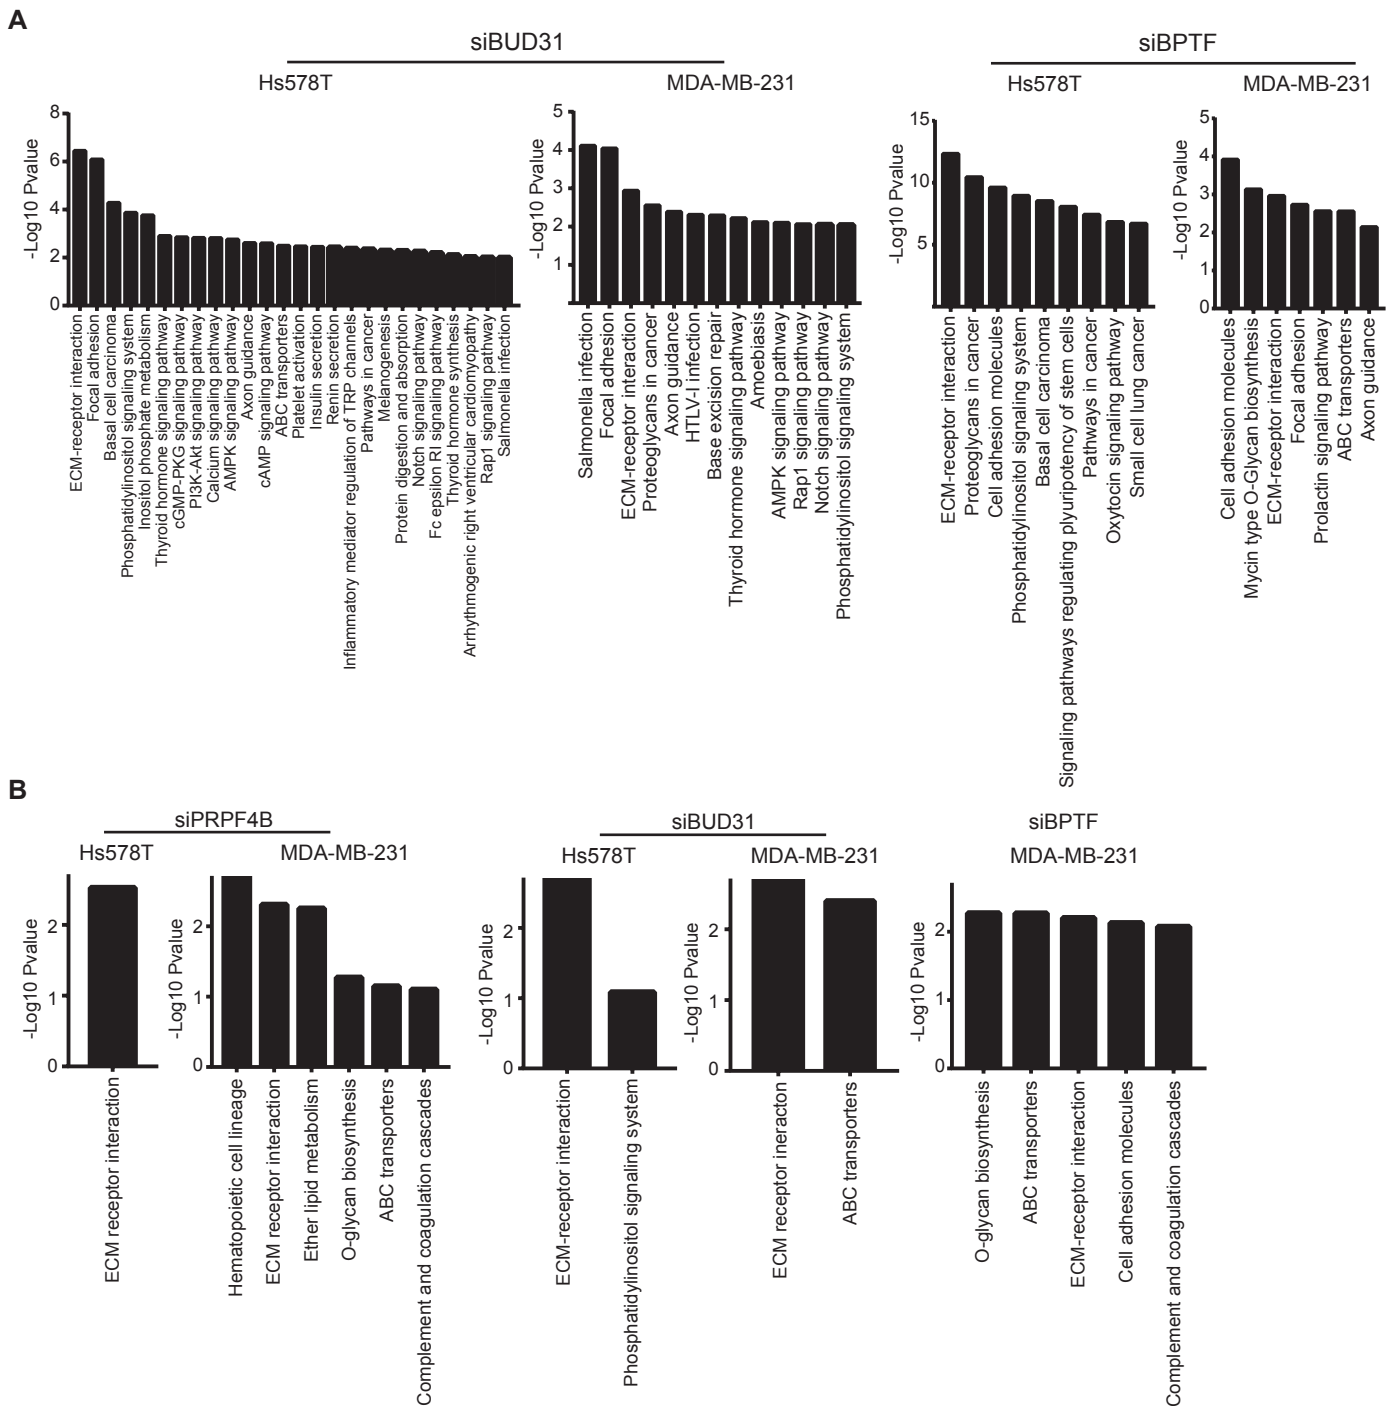 A
siBUD31
siBPTF
Hs578T
MDA-MB-231
Hs578T
MDA-MB-231
-Log10 Pvalue
8
6
4
2
0
ECM-receptor interaction
Focal adhesion
Basal cell carcinoma
Phosphatidylinositol signaling system
Inositol phosphate metabolism
Thyroid hormone signaling pathway
cGMP-PKG signaling pathway
PI3K-Akt signaling pathway
Calcium signaling pathway
AMPK signaling pathway
Axon guidance
cAMP signaling pathway
ABC transporters
Platelet activation
Insulin secretion
Renin secretion
Inflammatory mediator regulation of TRP channels
Pathways in cancer
Melanogenesis
Protein digestion and absorption
Notch signaling pathway
Fc epsilon RI signaling pathway
Thyroid hormone synthesis
Arrhythmogenic right ventricular cardiomyopathy
Rap1 signaling pathway
Salmonella infection
-Log10 Pvalue
5
4
3
2
1
Salmonella infection
Focal adhesion
ECM-receptor interaction
Proteoglycans in cancer
Axon guidance
HTLV-I infection
Base excision repair
Thyroid hormone signaling pathway
Amoebiasis
AMPK signaling pathway
Rap1 signaling pathway
Notch signaling pathway
Phosphatidylinositol signaling system
-Log10 Pvalue
15
10
5
ECM-receptor interaction
Proteoglycans in cancer
Cell adhesion molecules
Phosphatidylinositol signaling system
Basal cell carcinoma
Signaling pathways regulating plyuripotency of stem cells
Pathways in cancer
Oxytocin signaling pathway
Small cell lung cancer
-Log10 Pvalue
5
4
3
2
1
0
Cell adhesion molecules
Mycin type O-Glycan biosynthesis
ECM-receptor interaction
Focal adhesion
Prolactin signaling pathway
ABC transporters
Axon guidance
B
siPRPF4B
siBUD31
siBPTF
Hs578T
MDA-MB-231
Hs578T
MDA-MB-231
MDA-MB-231
-Log10 Pvalue
2
1
0
ECM receptor interaction
-Log10 Pvalue
2
1
0
Hematopoietic cell lineage
ECM receptor interaction
Ether lipid metabolism
O-glycan biosynthesis
ABC transporters
Complement and coagulation cascades
-Log10 Pvalue
2
1
0
ECM-receptor interaction
Phosphatidylinositol signaling system
-Log10 Pvalue
2
1
0
ECM receptor ineracton
ABC transporters
-Log10 Pvalue
2
1
0
O-glycan biosynthesis
ABC transporters
ECM-receptor interaction
Cell adhesion molecules
Complement and coagulation cascades